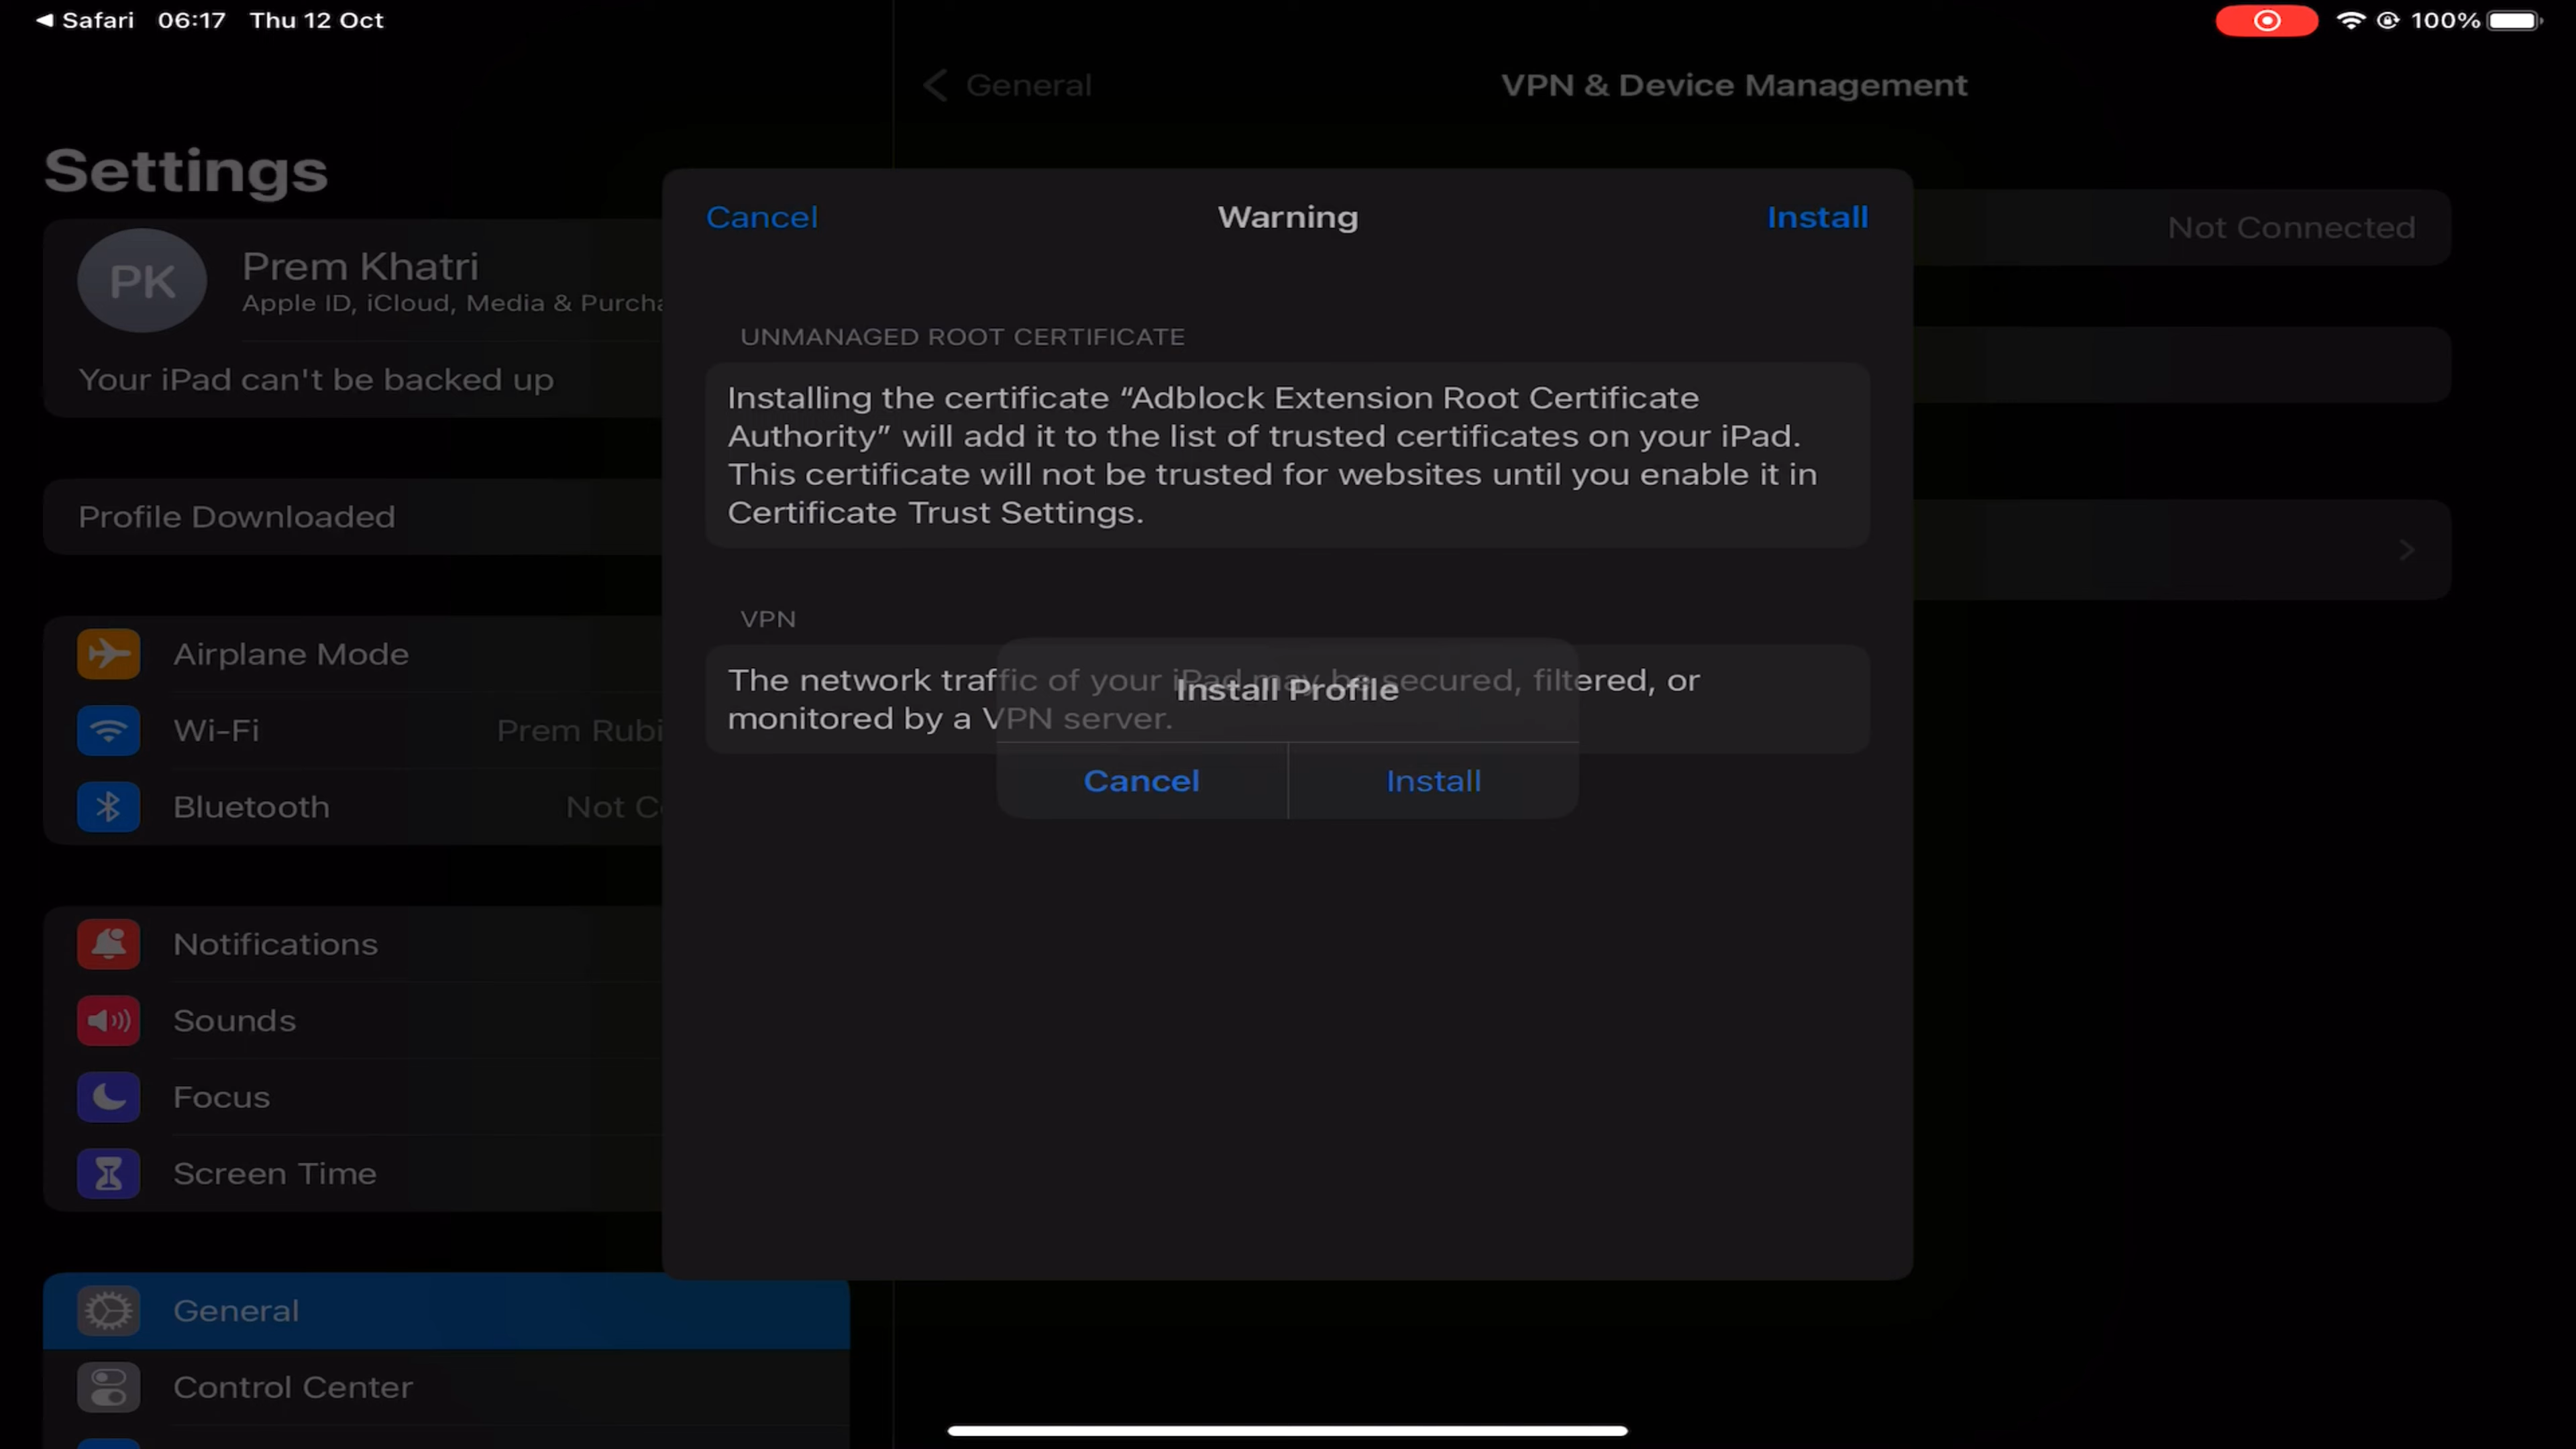 ◀ Safari 06:17 Thu 12 Oct 100%
General
VPN & Device Management
Settings
PK
Prem Khatri
Apple ID, iCloud, Media & Purcha
Your iPad can't be backed up
Profile Downloaded
Airplane Mode
Wi-Fi Prem Rubi
Bluetooth Not Co
Notifications
Sounds
Focus
Screen Time
General
Control Center
Not Connected
Cancel Warning Install
UNMANAGED ROOT CERTIFICATE
Installing the certificate “Adblock Extension Root Certificate
Authority” will add it to the list of trusted certificates on your iPad.
This certificate will not be trusted for websites until you enable it in
Certificate Trust Settings.
VPN
The network traffic of your iPad may be secured, filtered, or
monitored by a VPN server.
Install Profile
Cancel Install